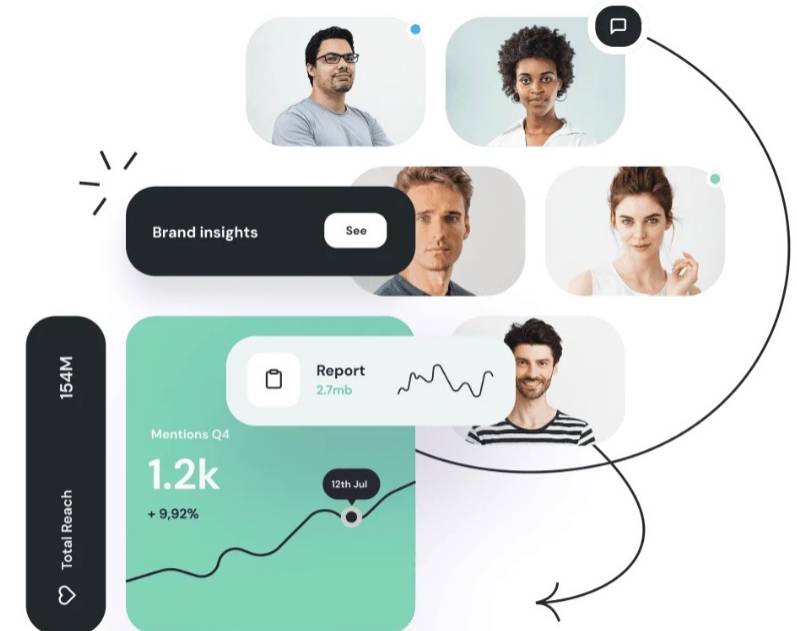 Brand insights
See
Report
2.7mb
154M
Total Reach
Mentions Q4
1.2k
+ 9,92%
12th Jul